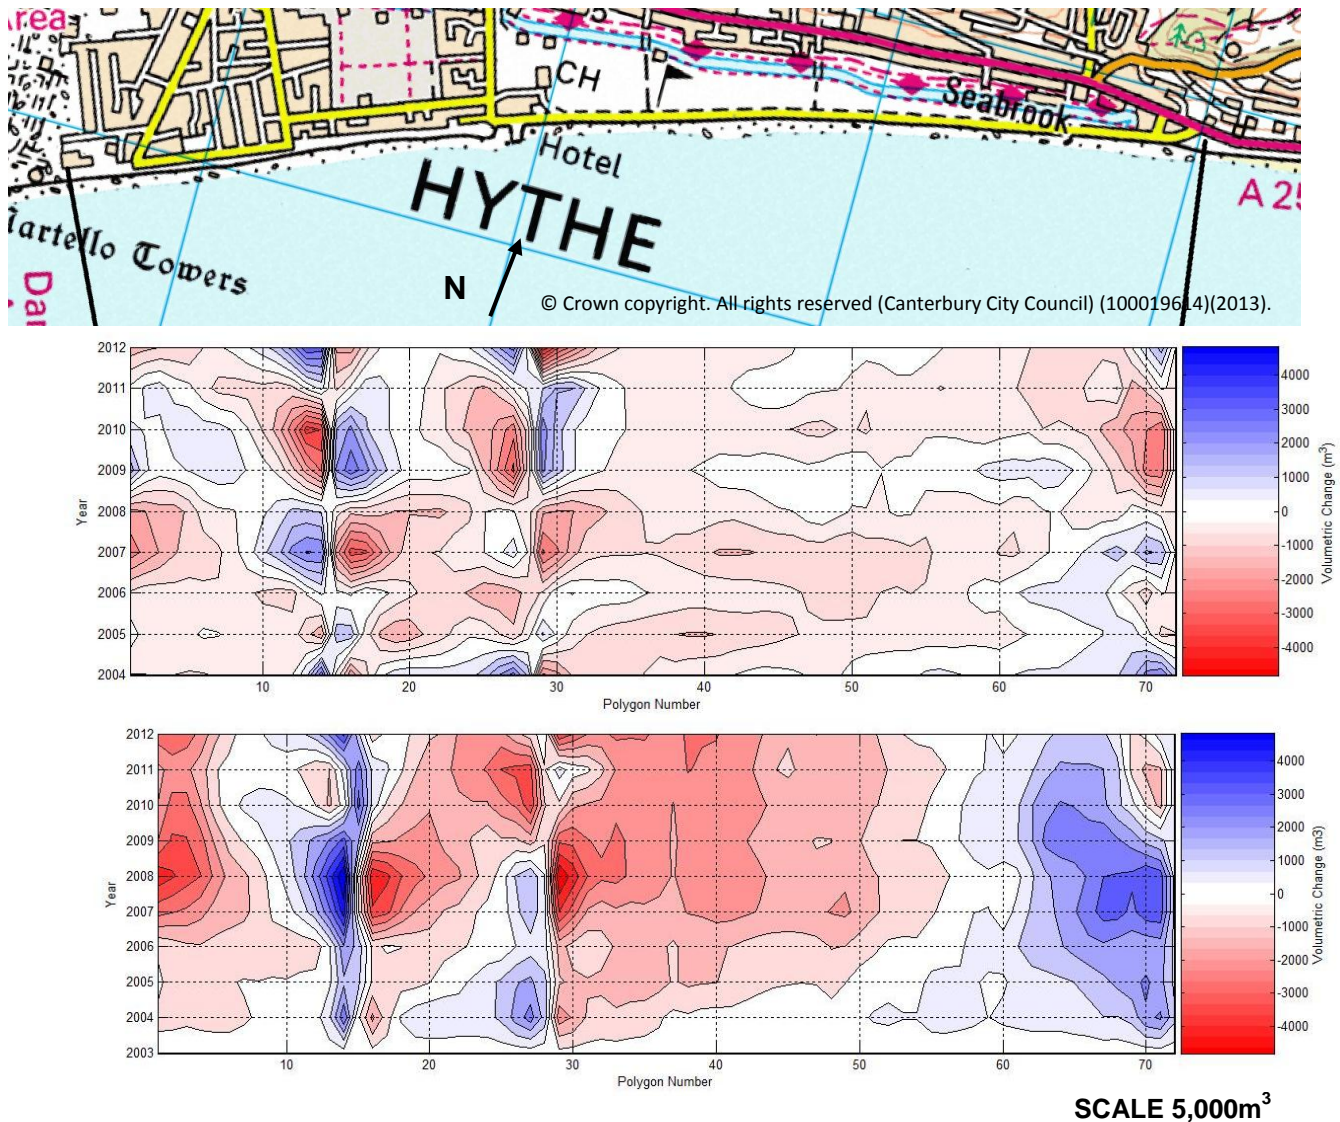 Area
CH
Seabrook
Hotel
HYTHE
A 25
Martello Towers
N
© Crown copyright. All rights reserved (Canterbury City Council) (100019614)(2013).
2012
2011
2010
2009
2008
2007
2006
2005
2004
Year
10 20 30 40 50 60 70
Polygon Number
4000
3000
2000
1000
0
-1000
-2000
-3000
-4000
Volumetric Change (m³)
2012
2011
2010
2009
2008
2007
2006
2005
2004
2003
Year
10 20 30 40 50 60 70
Polygon Number
4000
3000
2000
1000
0
-1000
-2000
-3000
-4000
Volumetric Change (m3)
SCALE 5,000m³